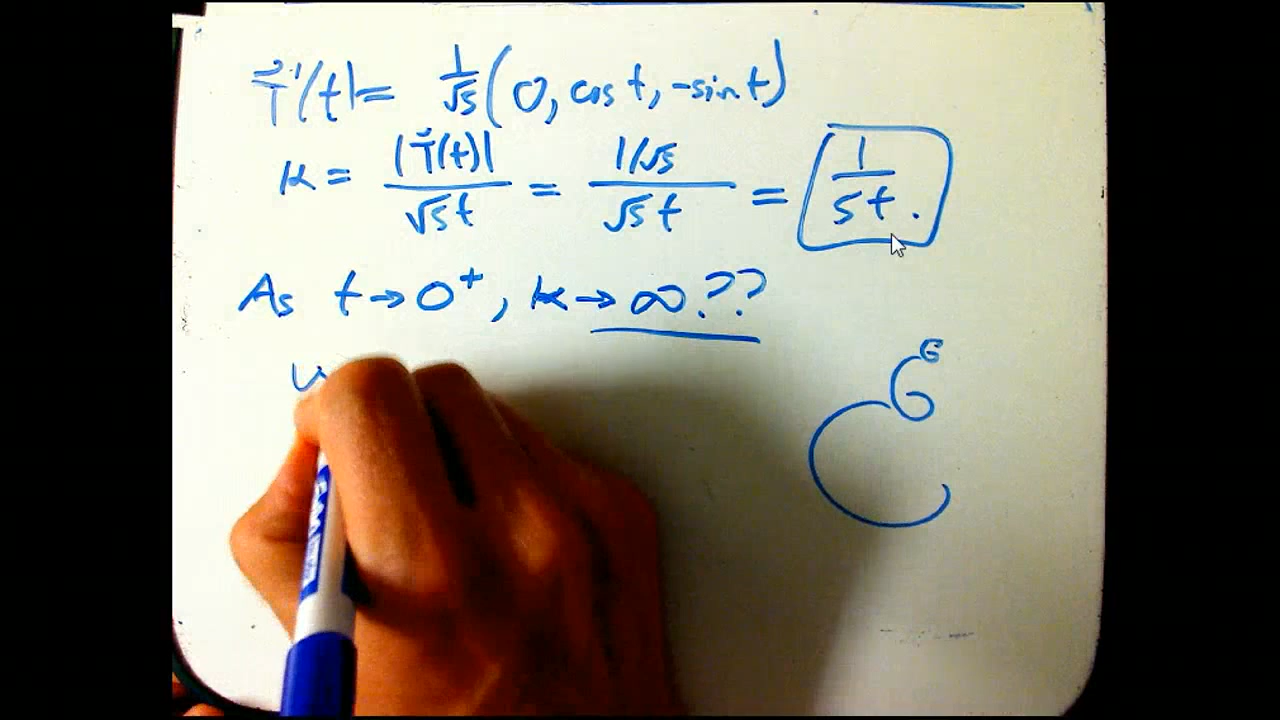 T⃗'(t)= 1/√5 (0, cos t, -sin t)
κ = |T⃗(t)| / √5 t = 1/√5 / √5 t = 1 / 5t.
As t→0⁺, κ→∞??